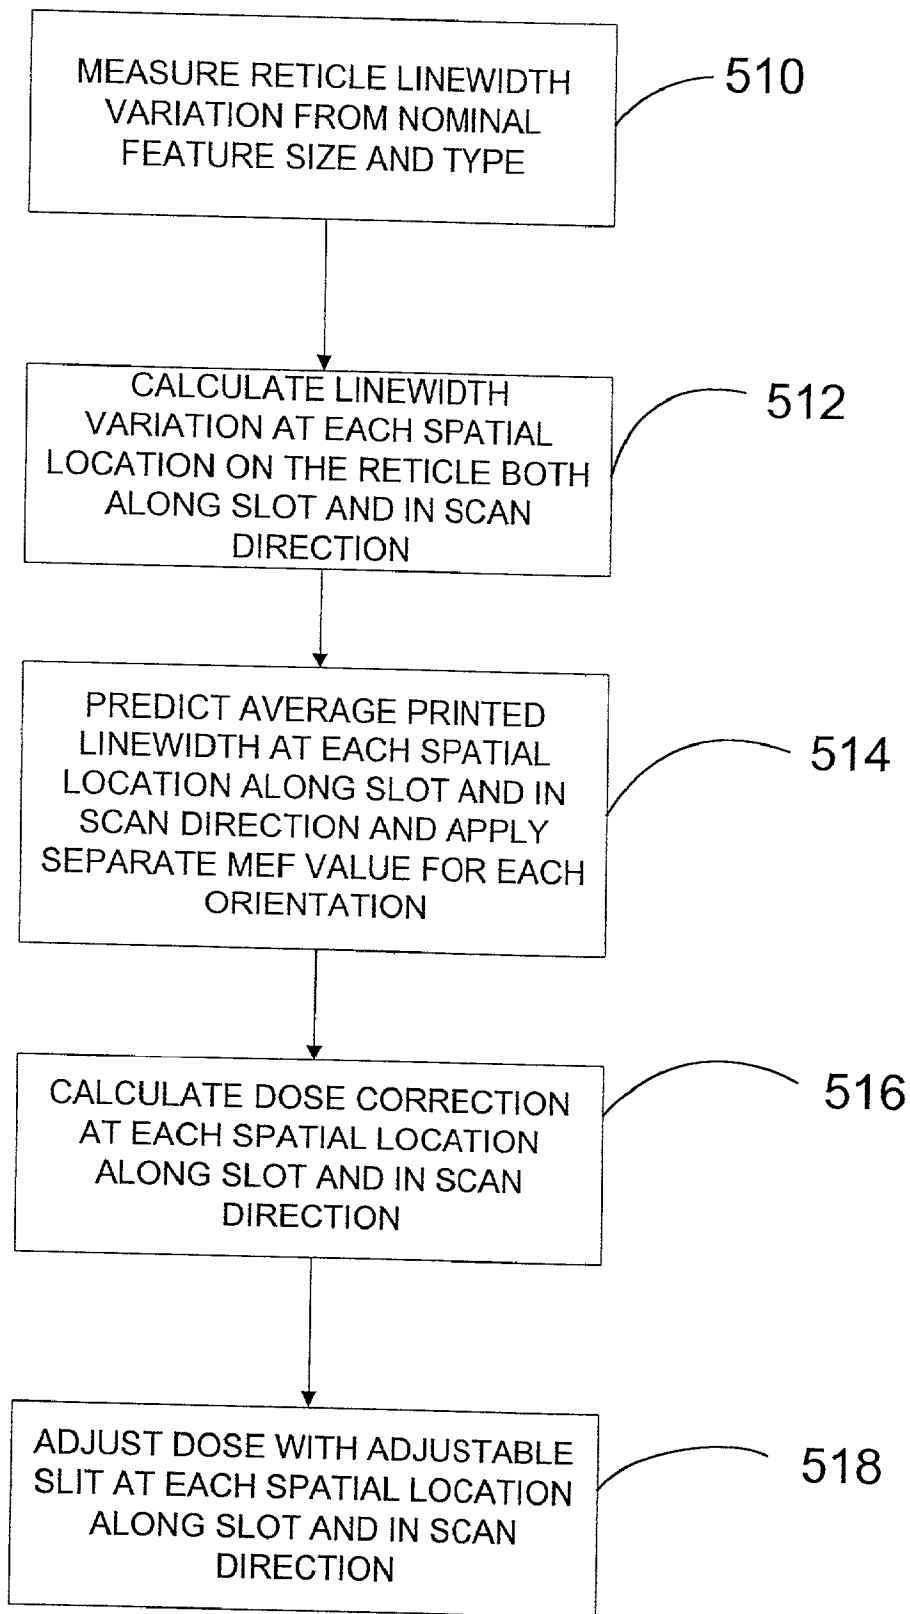 MEASURE RETICLE LINEWIDTH
VARIATION FROM NOMINAL
FEATURE SIZE AND TYPE
510
CALCULATE LINEWIDTH
VARIATION AT EACH SPATIAL
LOCATION ON THE RETICLE BOTH
ALONG SLOT AND IN SCAN
DIRECTION
512
PREDICT AVERAGE PRINTED
LINEWIDTH AT EACH SPATIAL
LOCATION ALONG SLOT AND IN
SCAN DIRECTION AND APPLY
SEPARATE MEF VALUE FOR EACH
ORIENTATION
514
CALCULATE DOSE CORRECTION
AT EACH SPATIAL LOCATION
ALONG SLOT AND IN SCAN
DIRECTION
516
ADJUST DOSE WITH ADJUSTABLE
SLIT AT EACH SPATIAL LOCATION
ALONG SLOT AND IN SCAN
DIRECTION
518